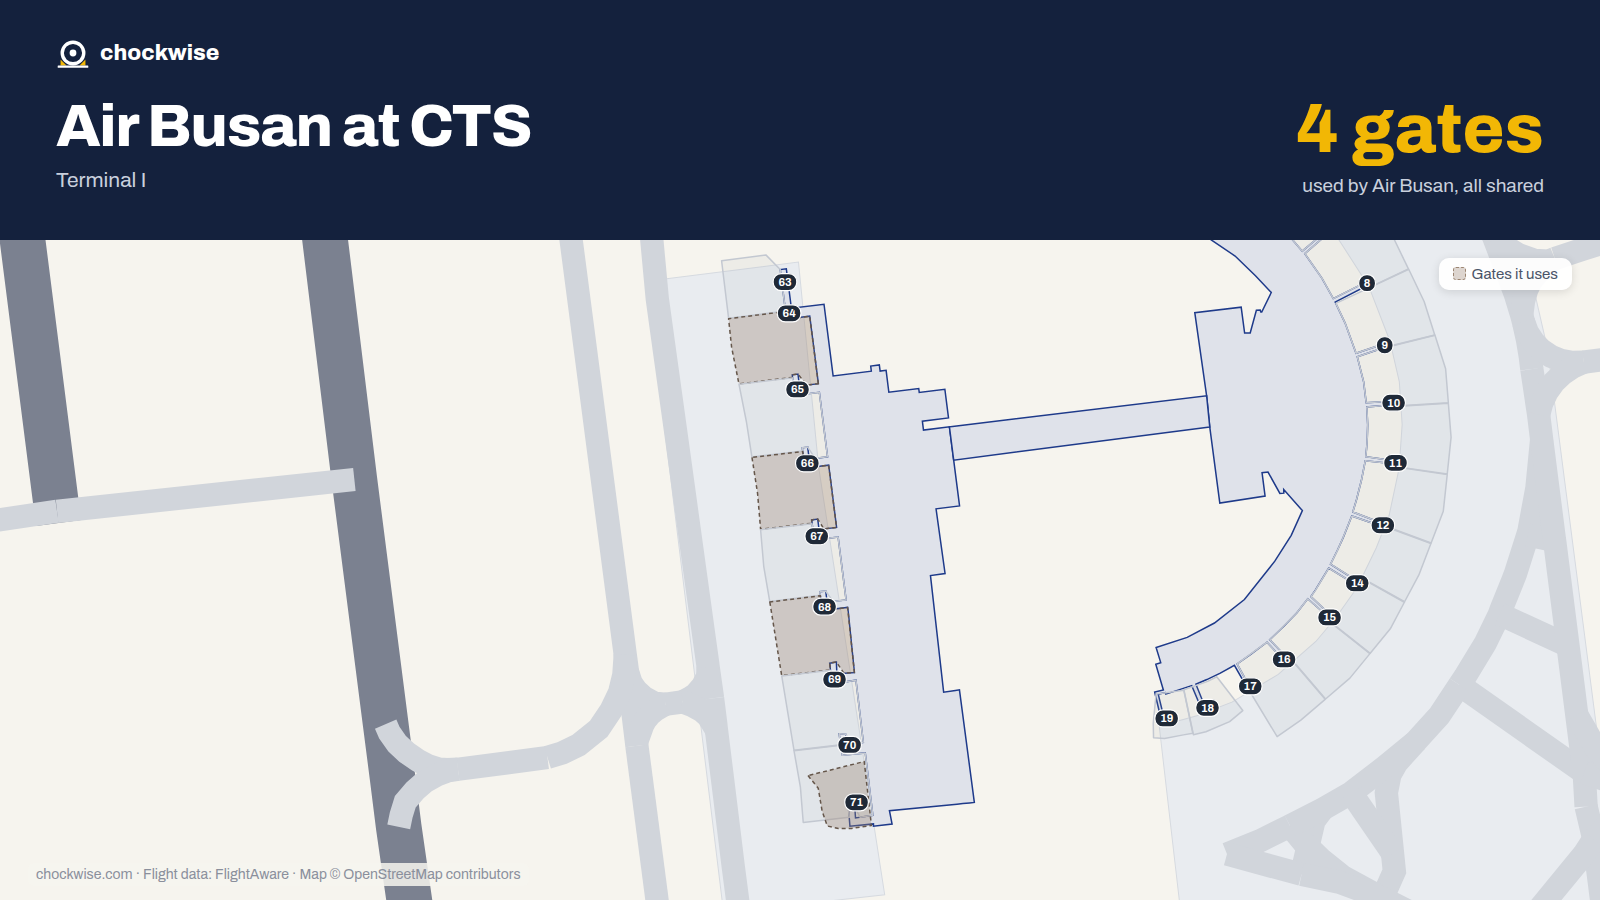 chockwise
Air Busan at CTS
Terminal I
4 gates
used by Air Busan, all shared
Gates it uses
63
64
65
66
67
68
69
70
71
8
9
10
11
12
14
15
16
17
18
19
chockwise.com · Flight data: FlightAware · Map © OpenStreetMap contributors